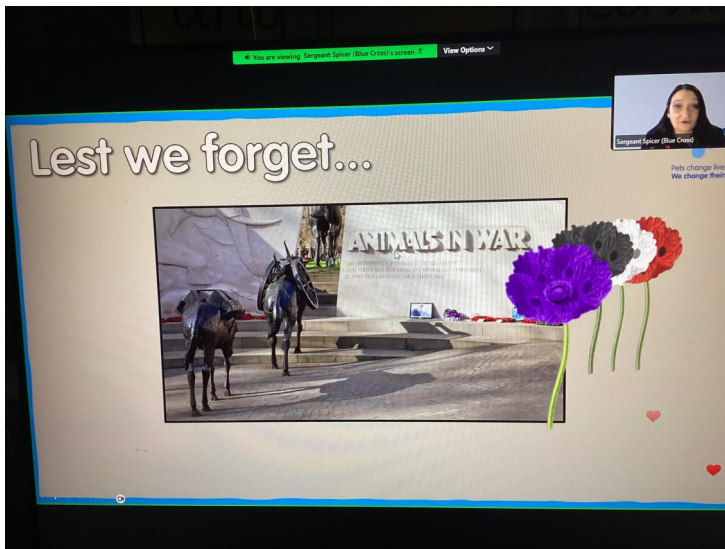 You are viewing Sergeant Spicer (Blue Cross)'s screen
View Options
Sergeant Spicer (Blue Cross)
Lest we forget...
Pets change live
We change their
ANIMALS IN WAR